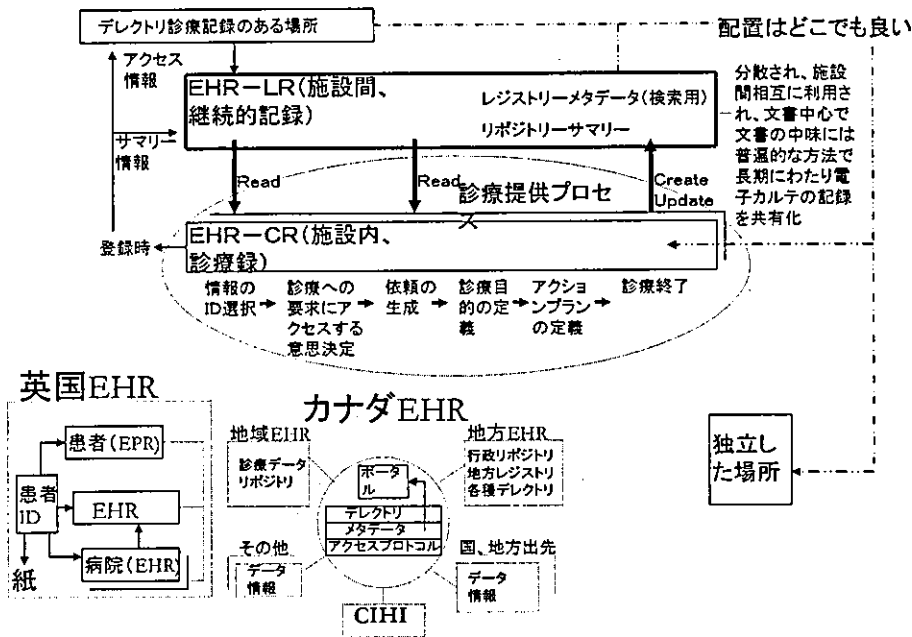 デレクトリ診療記録のある場所
配置はどこでも良い
アクセス
情報
EHR－LR(施設間、
継続的記録)
レジストリーメタデータ(検索用)
リポジトリーサマリー
分散され、施設
間相互に利用さ
れ、文書中心で
文書の中味には
普遍的な方法で
長期にわたり電
子カルテの記録
を共有化
サマリー
情報
Read
Read
診療提供プロセ
ス
Create
Update
登録時
EHR－CR(施設内、
診療録)
情報の
ID選択
診療への
要求にア
クセスする
意思決定
依頼の
生成
診療目
的の定
義
アクショ
ンプラン
の定義
診療終了
英国EHR
患者(EPR)
患者
ID
EHR
病院(EHR)
紙
カナダEHR
地域EHR
診療データ
リポジトリ
地方EHR
行政リポジトリ
地方レジストリ
各種デレクトリ
ポータ
ル
デレクトリ
メタデータ
アクセスプロトコル
その他
データ
情報
国、地方出先
データ
情報
CIHI
独立し
た場所